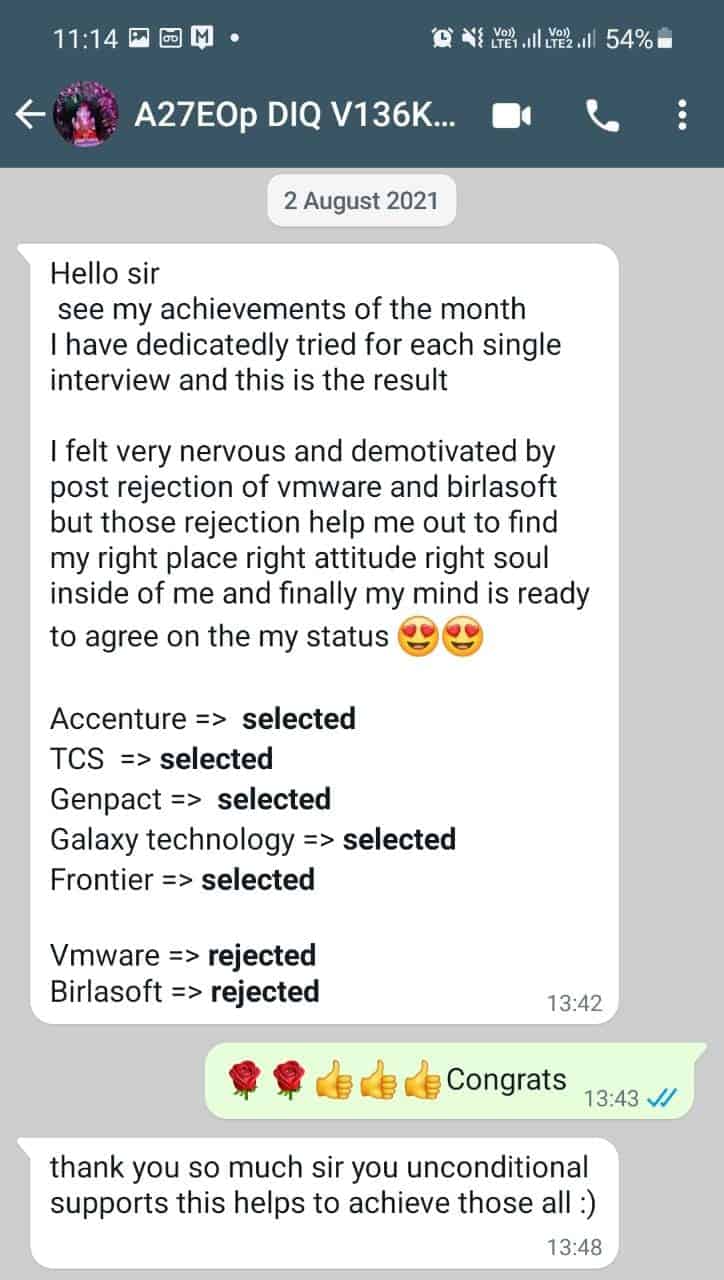 11:14
Vo)) LTE1 Vo)) LTE2 54%
A27EOp DIQ V136K...
2 August 2021
Hello sir
see my achievements of the month
I have dedicatedly tried for each single
interview and this is the result
I felt very nervous and demotivated by
post rejection of vmware and birlasoft
but those rejection help me out to find
my right place right attitude right soul
inside of me and finally my mind is ready
to agree on the my status 😍😍
Accenture => selected
TCS => selected
Genpact => selected
Galaxy technology => selected
Frontier => selected
Vmware => rejected
Birlasoft => rejected
13:42
🌹🌹👍👍👍Congrats
13:43
thank you so much sir you unconditional
supports this helps to achieve those all :)
13:48